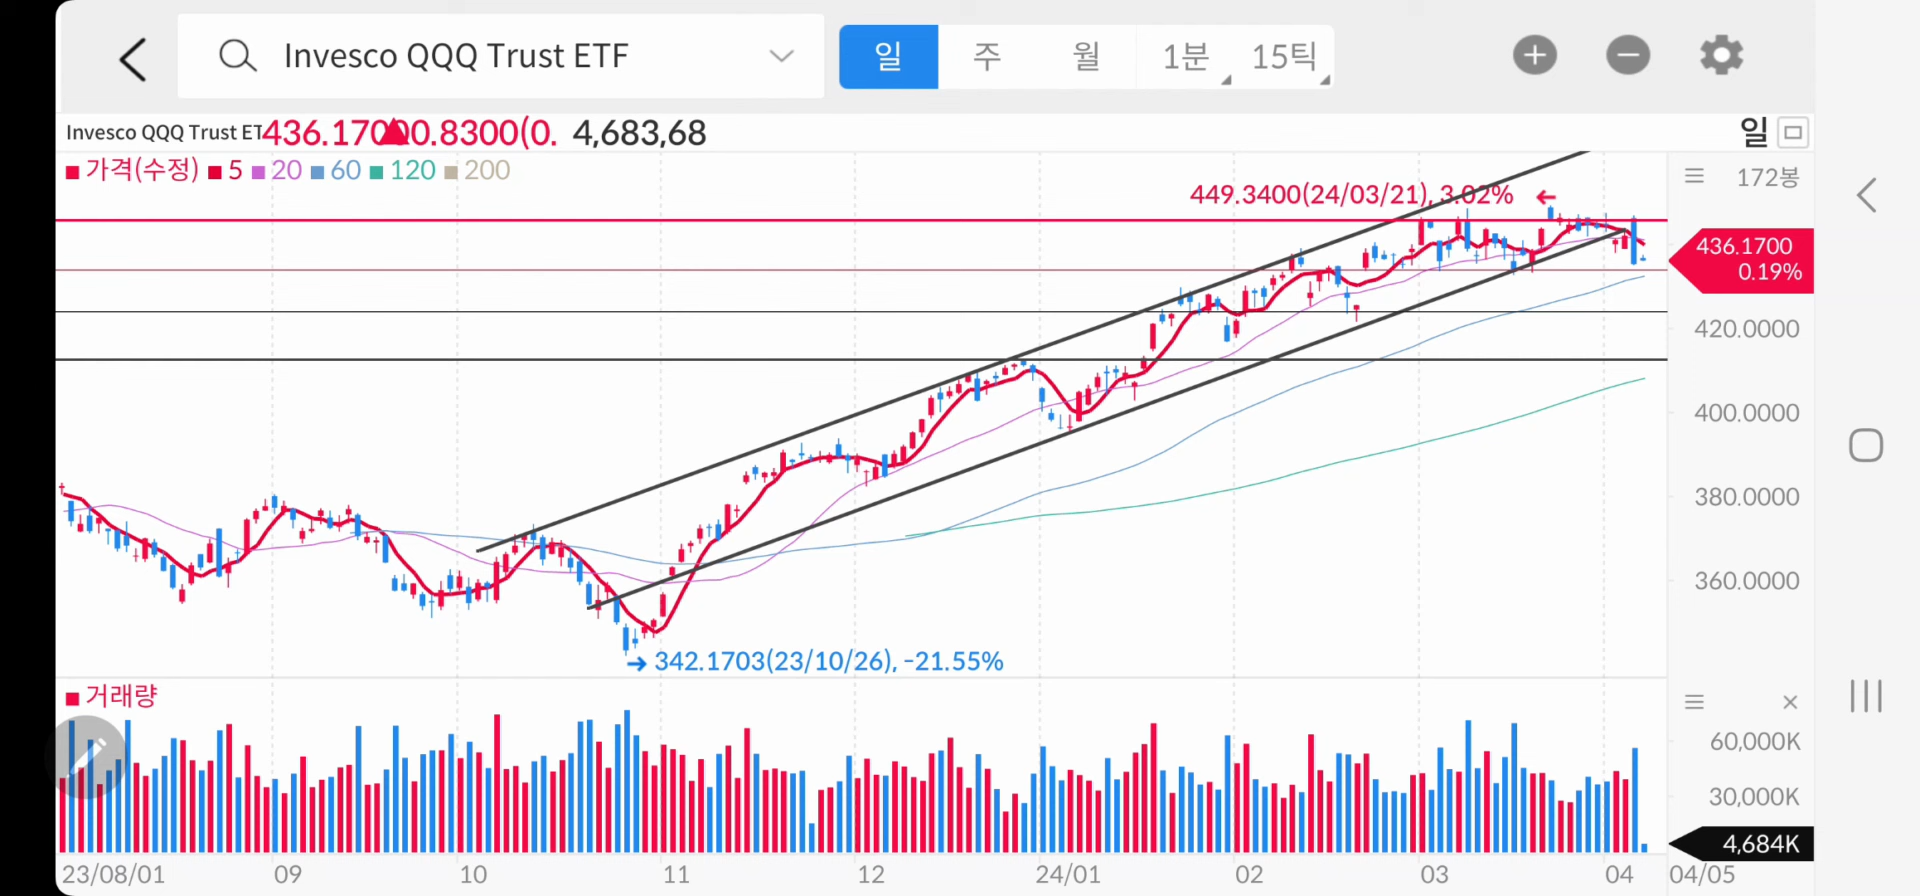 Invesco QQQ Trust ETF
일 주 월 1분 15틱
Invesco QQQ Trust ET 436.1700 ▲ 0.8300(0. 4,683,68 일
가격(수정) 5 20 60 120 200
172봉
449.3400(24/03/21), 3.02% ←
436.1700
0.19%
420.0000
400.0000
380.0000
360.0000
→ 342.1703(23/10/26), -21.55%
거래량
60,000K
30,000K
4,684K
23/08/01 09 10 11 12 24/01 02 03 04 04/05